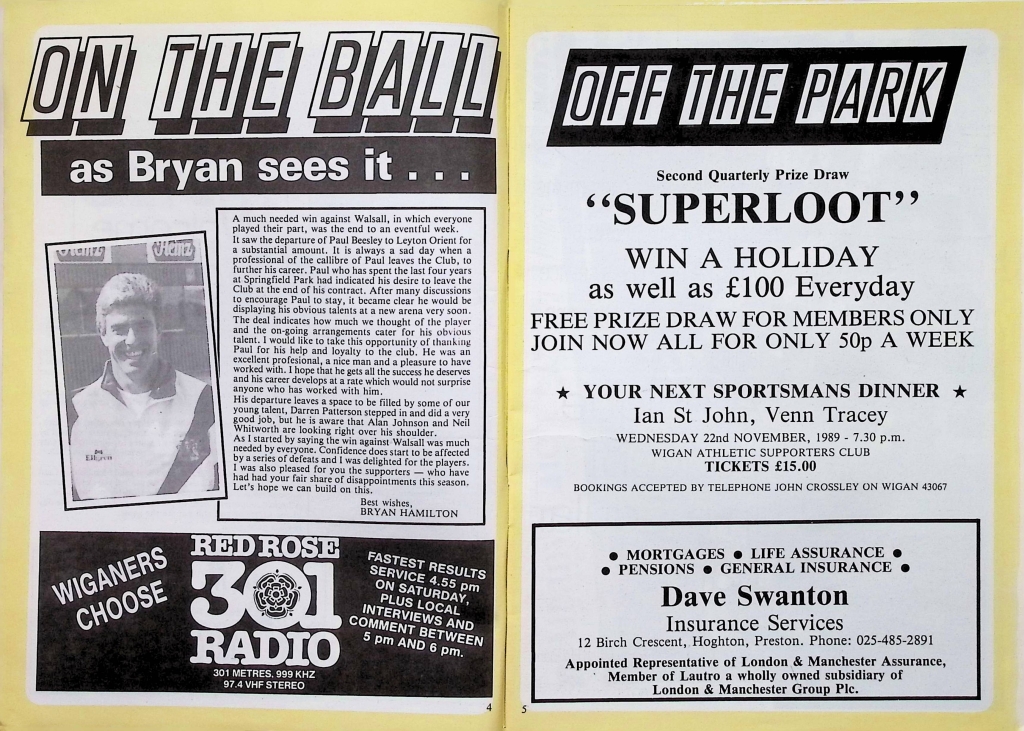 ON THE BALL
as Bryan sees it . . .
A much needed win against Walsall, in which everyone
played their part, was the end to an eventful week.
It saw the departure of Paul Beesley to Leyton Orient for
a substantial amount. It is always a sad day when a
professional of the callibre of Paul leaves the Club, to
further his career. Paul who has spent the last four years
at Springfield Park had indicated his desire to leave the
Club at the end of his contract. After many discussions
to encourage Paul to stay, it became clear he would be
displaying his obvious talents at a new arena very soon.
The deal indicates how much we thought of the player
and the on-going arrangements cater for his obvious
talent. I would like to take this opportunity of thanking
Paul for his help and loyalty to the club. He was an
excellent profesional, a nice man and a pleasure to have
worked with. I hope that he gets all the success he deserves
and his career develops at a rate which would not surprise
anyone who has worked with him.
His departure leaves a space to be filled by some of our
young talent, Darren Patterson stepped in and did a very
good job, but he is aware that Alan Johnson and Neil
Whitworth are looking right over his shoulder.
As I started by saying the win against Walsall was much
needed by everyone. Confidence does start to be affected
by a series of defeats and I was delighted for the players.
I was also pleased for you the supporters — who have
had had your fair share of disappointments this season.
Let's hope we can build on this.
Best wishes,
BRYAN HAMILTON
Heinz Heinz
WIGANERS
CHOOSE
RED ROSE
301
RADIO
301 METRES. 999 KHZ
97.4 VHF STEREO
FASTEST RESULTS
SERVICE 4.55 pm
ON SATURDAY,
PLUS LOCAL
INTERVIEWS AND
COMMENT BETWEEN
5 pm AND 6 pm.
4
OFF THE PARK
Second Quarterly Prize Draw
“SUPERLOOT”
WIN A HOLIDAY
as well as £100 Everyday
FREE PRIZE DRAW FOR MEMBERS ONLY
JOIN NOW ALL FOR ONLY 50p A WEEK
★ YOUR NEXT SPORTSMANS DINNER ★
Ian St John, Venn Tracey
WEDNESDAY 22nd NOVEMBER, 1989 - 7.30 p.m.
WIGAN ATHLETIC SUPPORTERS CLUB
TICKETS £15.00
BOOKINGS ACCEPTED BY TELEPHONE JOHN CROSSLEY ON WIGAN 43067
● MORTGAGES ● LIFE ASSURANCE ●
● PENSIONS ● GENERAL INSURANCE ●
Dave Swanton
Insurance Services
12 Birch Crescent, Hoghton, Preston. Phone: 025-485-2891
Appointed Representative of London & Manchester Assurance,
Member of Lautro a wholly owned subsidiary of
London & Manchester Group Plc.
5